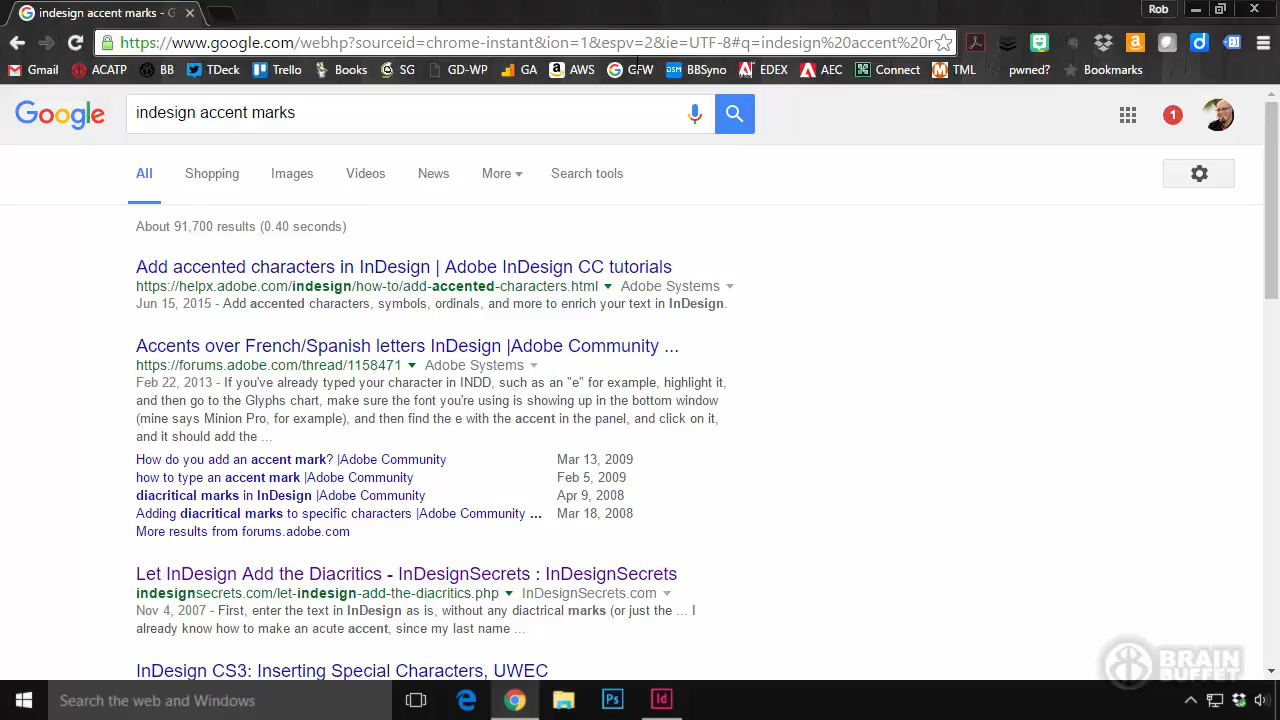 indesign accent marks - G
Rob
https://www.google.com/webhp?sourceid=chrome-instant&ion=1&espv=2&ie=UTF-8#q=indesign%20accent%20r
Gmail ACATP BB TDeck Trello Books SG GD-WP GA AWS GFW BBSyno EDEX AEC Connect TML pwned? Bookmarks
Google
indesign accent marks
1
All Shopping Images Videos News More Search tools
About 91,700 results (0.40 seconds)
Add accented characters in InDesign | Adobe InDesign CC tutorials
https://helpx.adobe.com/indesign/how-to/add-accented-characters.html Adobe Systems
Jun 15, 2015 - Add accented characters, symbols, ordinals, and more to enrich your text in InDesign.
Accents over French/Spanish letters InDesign |Adobe Community ...
https://forums.adobe.com/thread/1158471 Adobe Systems
Feb 22, 2013 - If you've already typed your character in INDD, such as an "e" for example, highlight it,
and then go to the Glyphs chart, make sure the font you're using is showing up in the bottom window
(mine says Minion Pro, for example), and then find the e with the accent in the panel, and click on it,
and it should add the ...
How do you add an accent mark? |Adobe Community Mar 13, 2009
how to type an accent mark |Adobe Community Feb 5, 2009
diacritical marks in InDesign |Adobe Community Apr 9, 2008
Adding diacritical marks to specific characters |Adobe Community ... Mar 18, 2008
More results from forums.adobe.com
Let InDesign Add the Diacritics - InDesignSecrets : InDesignSecrets
indesignsecrets.com/let-indesign-add-the-diacritics.php InDesignSecrets.com
Nov 4, 2007 - First, enter the text in InDesign as is, without any diactrical marks (or just the ... I
already know how to make an acute accent, since my last name ...
InDesign CS3: Inserting Special Characters, UWEC
BRAIN
BUFFET
Search the web and Windows
Ps
Id